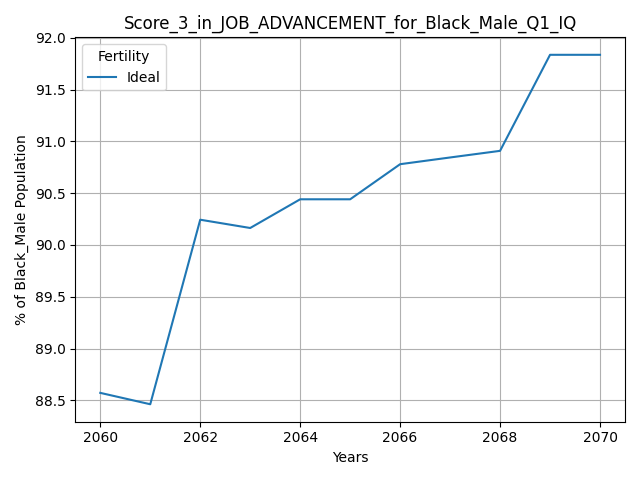 Score_3_in_JOB_ADVANCEMENT_for_Black_Male_Q1_IQ
Fertility
Ideal
% of Black_Male Population
92.0
91.5
91.0
90.5
90.0
89.5
89.0
88.5
2060 2062 2064 2066 2068 2070
Years